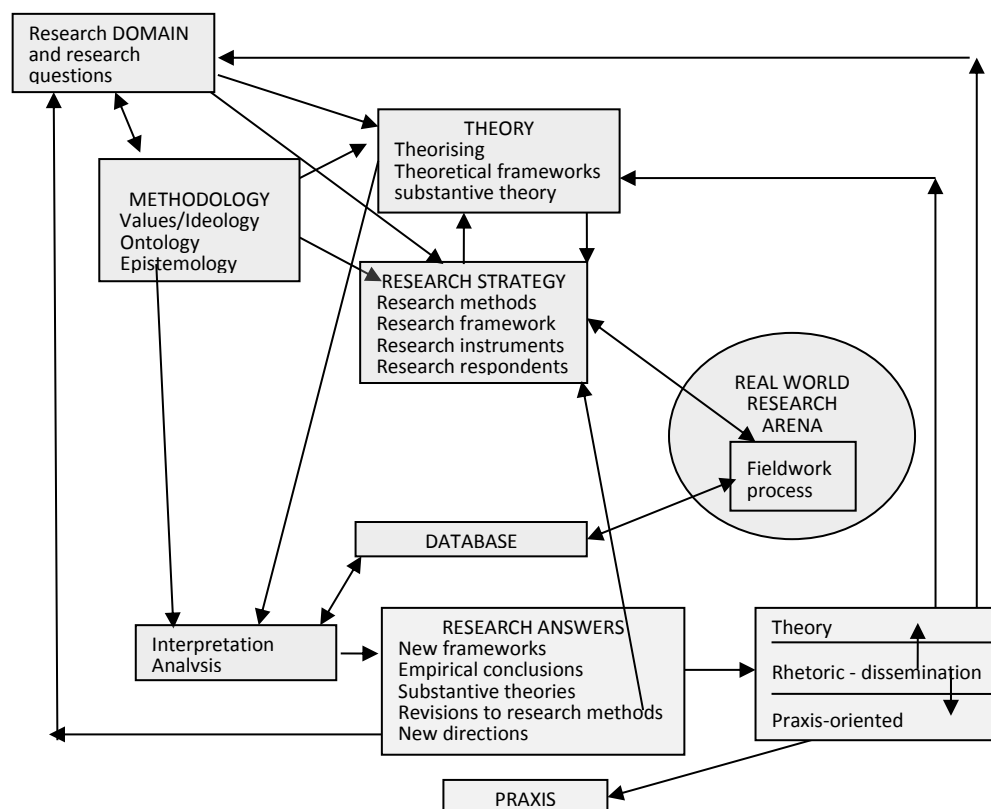 Research DOMAIN
and research
questions
THEORY
Theorising
Theoretical frameworks
substantive theory
METHODOLOGY
Values/Ideology
Ontology
Epistemology
RESEARCH STRATEGY
Research methods
Research framework
Research instruments
Research respondents
REAL WORLD
RESEARCH
ARENA
Fieldwork
process
DATABASE
Interpretation
Analysis
RESEARCH ANSWERS
New frameworks
Empirical conclusions
Substantive theories
Revisions to research methods
New directions
Theory
Rhetoric - dissemination
Praxis-oriented
PRAXIS